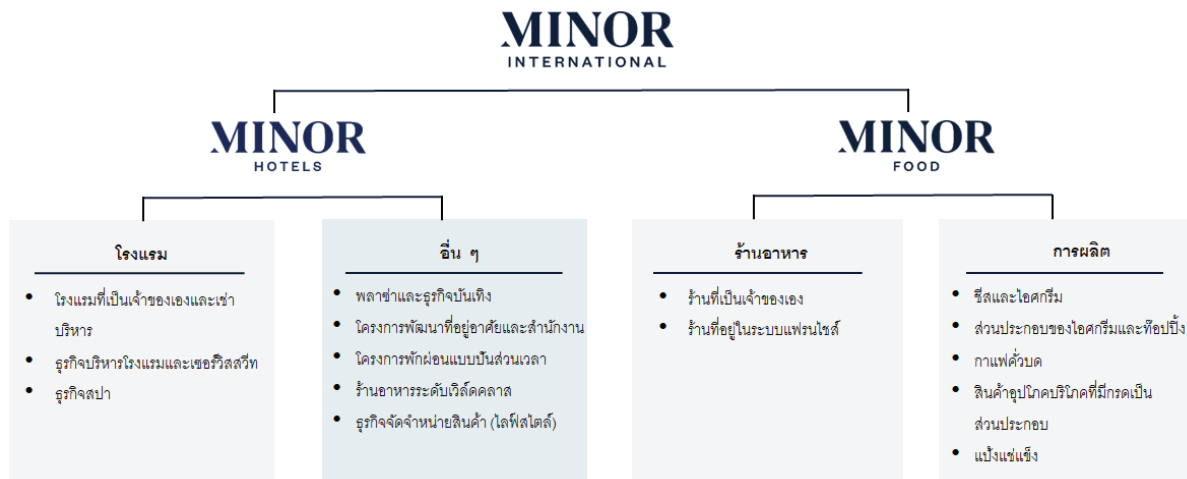 MINOR
INTERNATIONAL
MINOR
HOTELS
MINOR
FOOD
โรงแรม
โรงแรมที่เป็นเจ้าของเองและเช่า
บริหาร
ธุรกิจบริหารโรงแรมและเซอร์วิสสวีท
ธุรกิจสปา
อื่น ๆ
พลาซ่าและธุรกิจบันเทิง
โครงการพัฒนาที่อยู่อาศัยและสำนักงาน
โครงการพักผ่อนแบบปันส่วนเวลา
ร้านอาหารระดับเวิล์ดคลาส
ธุรกิจจัดจำหน่ายสินค้า (ไลฟ์สไตล์)
ร้านอาหาร
ร้านที่เป็นเจ้าของเอง
ร้านที่อยู่ในระบบแฟรนไชส์
การผลิต
ชีสและไอศกรีม
ส่วนประกอบของไอศกรีมและท๊อปปิ้ง
กาแฟคั่วบด
สินค้าอุปโภคบริโภคที่มีกรดเป็น
ส่วนประกอบ
แป้งแช่แข็ง